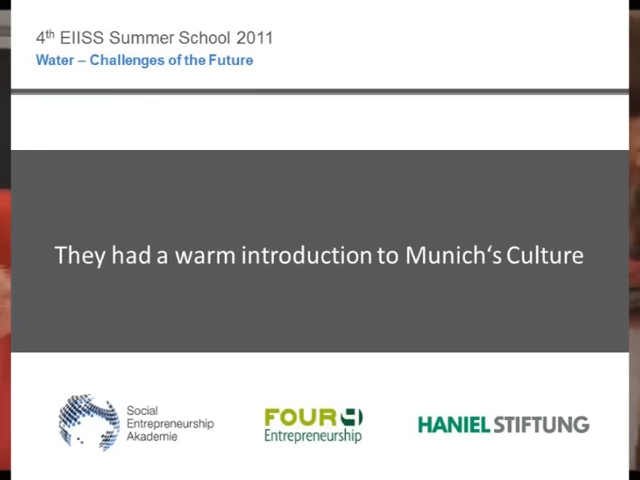 4th EIISS Summer School 2011
Water – Challenges of the Future
They had a warm introduction to Munich‘s Culture
Social
Entrepreneurship
Akademie
FOUR9
Entrepreneurship
HANIEL STIFTUNG